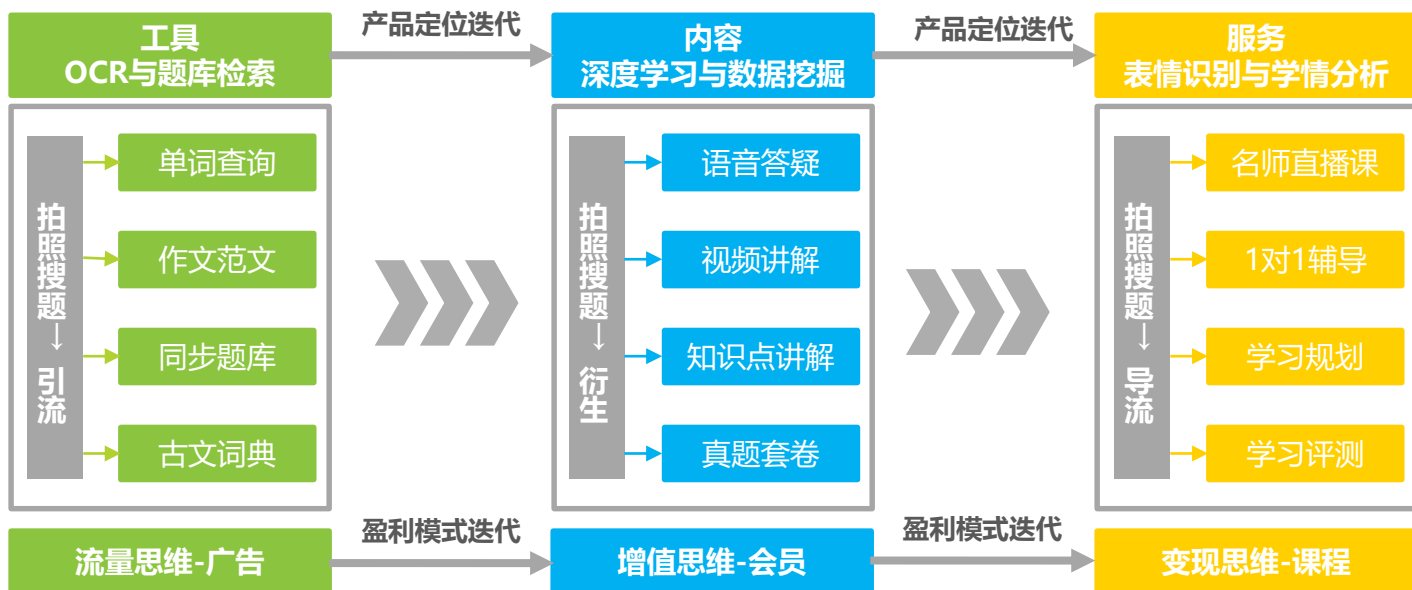 工具
OCR与题库检索
产品定位迭代
内容
深度学习与数据挖掘
产品定位迭代
服务
表情识别与学情分析
拍照搜题→引流
单词查询
作文范文
同步题库
古文词典
拍照搜题→衍生
语音答疑
视频讲解
知识点讲解
真题套卷
拍照搜题→导流
名师直播课
1对1辅导
学习规划
学习评测
流量思维-广告
盈利模式迭代
增值思维-会员
盈利模式迭代
变现思维-课程